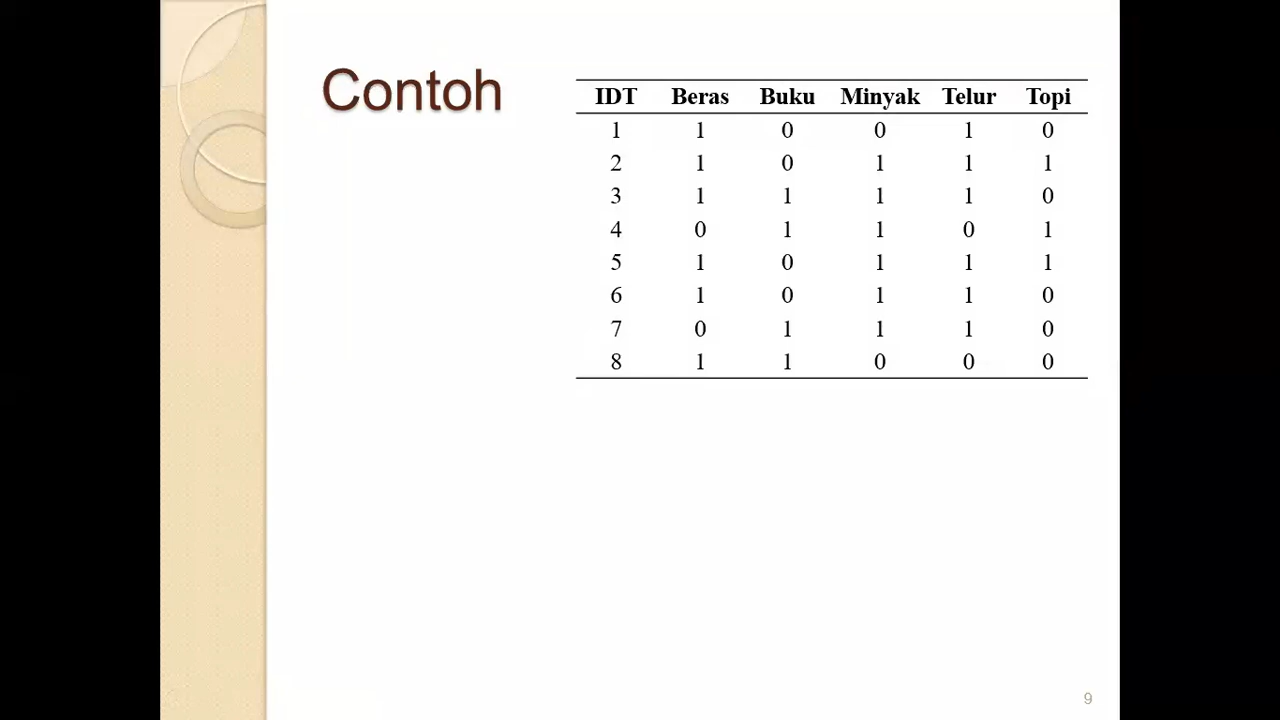 Contoh
IDT Beras Buku Minyak Telur Topi
1 1 0 0 1 0
2 1 0 1 1 1
3 1 1 1 1 0
4 0 1 1 0 1
5 1 0 1 1 1
6 1 0 1 1 0
7 0 1 1 1 0
8 1 1 0 0 0
9